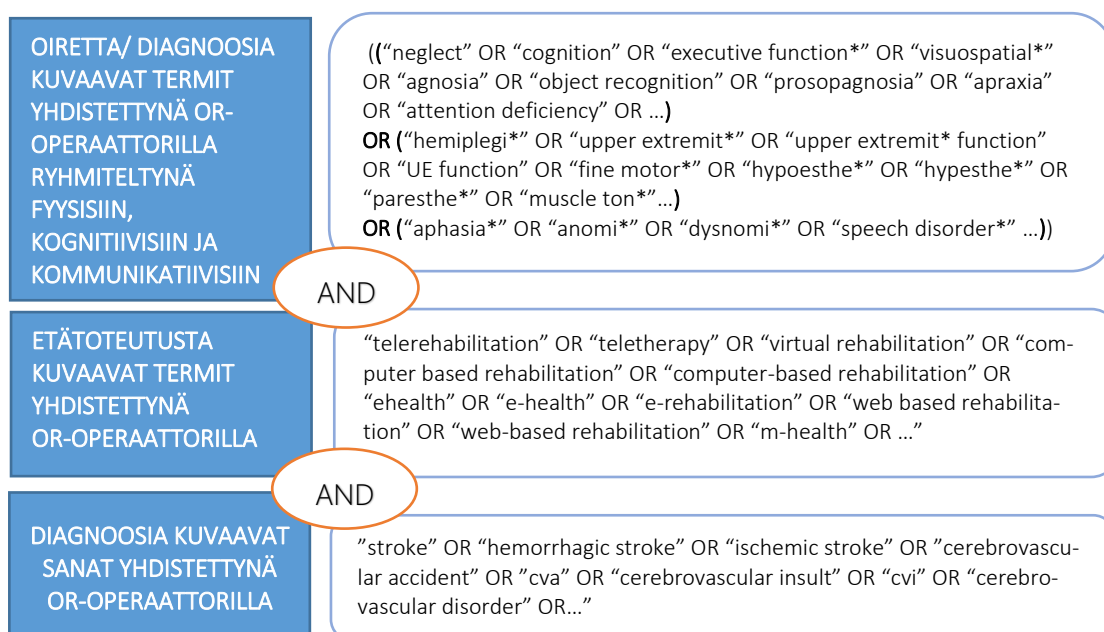 OIRETTA/ DIAGNOOSIA
KUVAAVAT TERMIT
YHDISTETTYNÄ OR-
OPERAATTORILLA
RYHMITELTYNÄ
FYYSISIIN,
KOGNITIIVISIIN JA
KOMMUNIKATIIVISIIN
((“neglect” OR “cognition” OR “executive function*” OR “visuospatial*”
OR “agnosia” OR “object recognition” OR “prosopagnosia” OR “apraxia”
OR “attention deficiency” OR …)
OR (“hemiplegi*” OR “upper extremit*” OR “upper extremit* function”
OR “UE function” OR “fine motor*” OR “hypoesthe*” OR “hypesthe*” OR
“paresthe*” OR “muscle ton*”…)
OR (“aphasia*” OR “anomi*” OR “dysnomi*” OR “speech disorder*” …))
AND
ETÄTOTEUTUSTA
KUVAAVAT TERMIT
YHDISTETTYNÄ
OR-OPERAATTORILLA
“telerehabilitation” OR “teletherapy” OR “virtual rehabilitation” OR “com-
puter based rehabilitation” OR “computer-based rehabilitation” OR
“ehealth” OR “e-health” OR “e-rehabilitation” OR “web based rehabilita-
tion” OR “web-based rehabilitation” OR “m-health” OR …”
AND
DIAGNOOSIA KUVAAVAT
SANAT YHDISTETTYNÄ
OR-OPERAATTORILLA
”stroke” OR “hemorrhagic stroke” OR “ischemic stroke” OR ”cerebrovascu-
lar accident” OR ”cva” OR “cerebrovascular insult” OR “cvi” OR “cerebro-
vascular disorder” OR…”